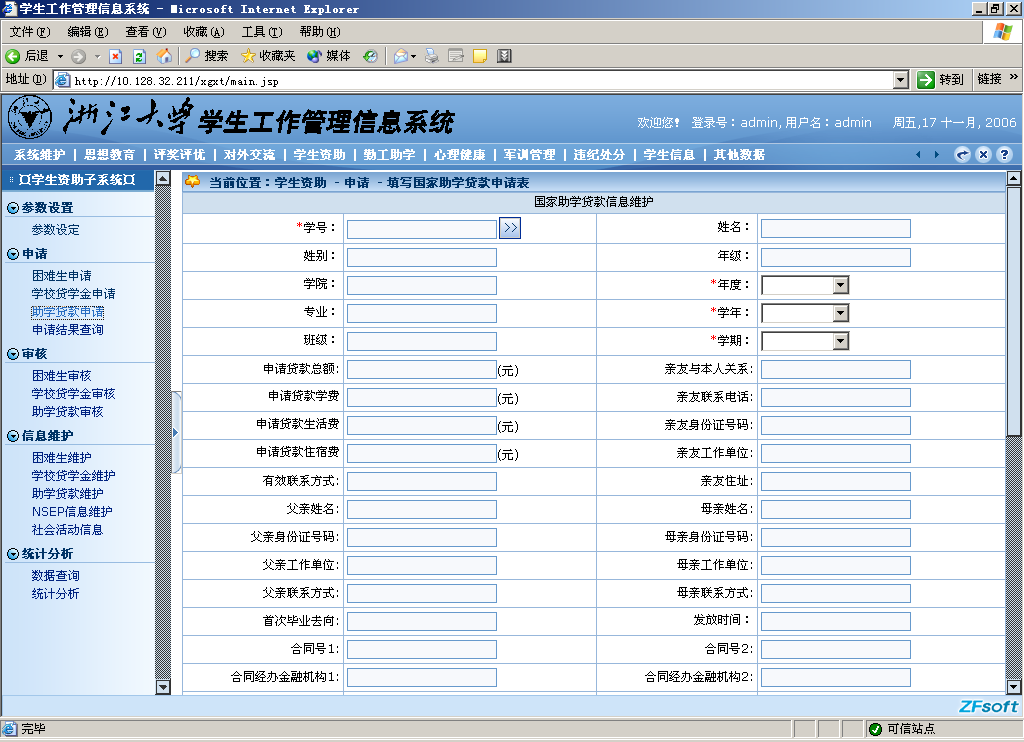 学生工作管理信息系统 - Microsoft Internet Explorer
文件(F) 编辑(E) 查看(V) 收藏(A) 工具(T) 帮助(H)
后退 搜索 收藏夹 媒体
地址(D) http://10.128.32.211/xgxt/main.jsp 转到 链接 »
浙江大学 学生工作管理信息系统
欢迎您! 登录号:admin,用户名:admin 周五,17 十一月, 2006
系统维护 | 思想教育 | 评奖评优 | 对外交流 | 学生资助 | 勤工助学 | 心理健康 | 军训管理 | 违纪处分 | 学生信息 | 其他数据
¤学生资助子系统¤
参数设置
参数设定
申请
困难生申请
学校贷学金申请
助学贷款申请
申请结果查询
审核
困难生审核
学校贷学金审核
助学贷款审核
信息维护
困难生维护
学校贷学金维护
助学贷款维护
NSEP信息维护
社会活动信息
统计分析
数据查询
统计分析
当前位置:学生资助 - 申请 - 填写国家助学贷款申请表
国家助学贷款信息维护
*学号: >> 姓名:
性别: 年级:
学院: *年度:
专业: *学年:
班级: *学期:
申请贷款总额: (元) 亲友与本人关系:
申请贷款学费 (元) 亲友联系电话:
申请贷款生活费 (元) 亲友身份证号码:
申请贷款住宿费 (元) 亲友工作单位:
有效联系方式: 亲友住址:
父亲姓名: 母亲姓名:
父亲身份证号码: 母亲身份证号码:
父亲工作单位: 母亲工作单位:
父亲联系方式: 母亲联系方式:
首次毕业去向: 发放时间:
合同号1: 合同号2:
合同经办金融机构1: 合同经办金融机构2:
ZFsoft
完毕 可信站点